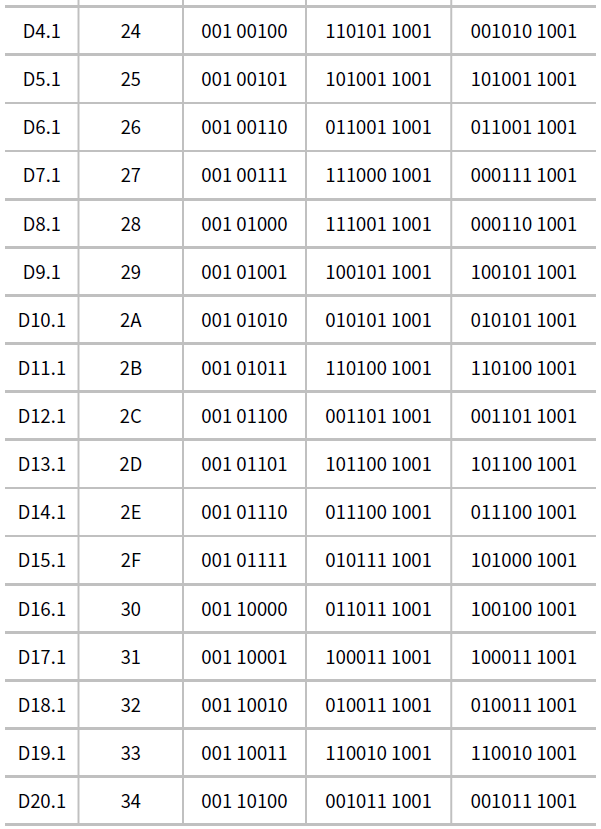 D4.1 24 001 00100 110101 1001 001010 1001
D5.1 25 001 00101 101001 1001 101001 1001
D6.1 26 001 00110 011001 1001 011001 1001
D7.1 27 001 00111 111000 1001 000111 1001
D8.1 28 001 01000 111001 1001 000110 1001
D9.1 29 001 01001 100101 1001 100101 1001
D10.1 2A 001 01010 010101 1001 010101 1001
D11.1 2B 001 01011 110100 1001 110100 1001
D12.1 2C 001 01100 001101 1001 001101 1001
D13.1 2D 001 01101 101100 1001 101100 1001
D14.1 2E 001 01110 011100 1001 011100 1001
D15.1 2F 001 01111 010111 1001 101000 1001
D16.1 30 001 10000 011011 1001 100100 1001
D17.1 31 001 10001 100011 1001 100011 1001
D18.1 32 001 10010 010011 1001 010011 1001
D19.1 33 001 10011 110010 1001 110010 1001
D20.1 34 001 10100 001011 1001 001011 1001